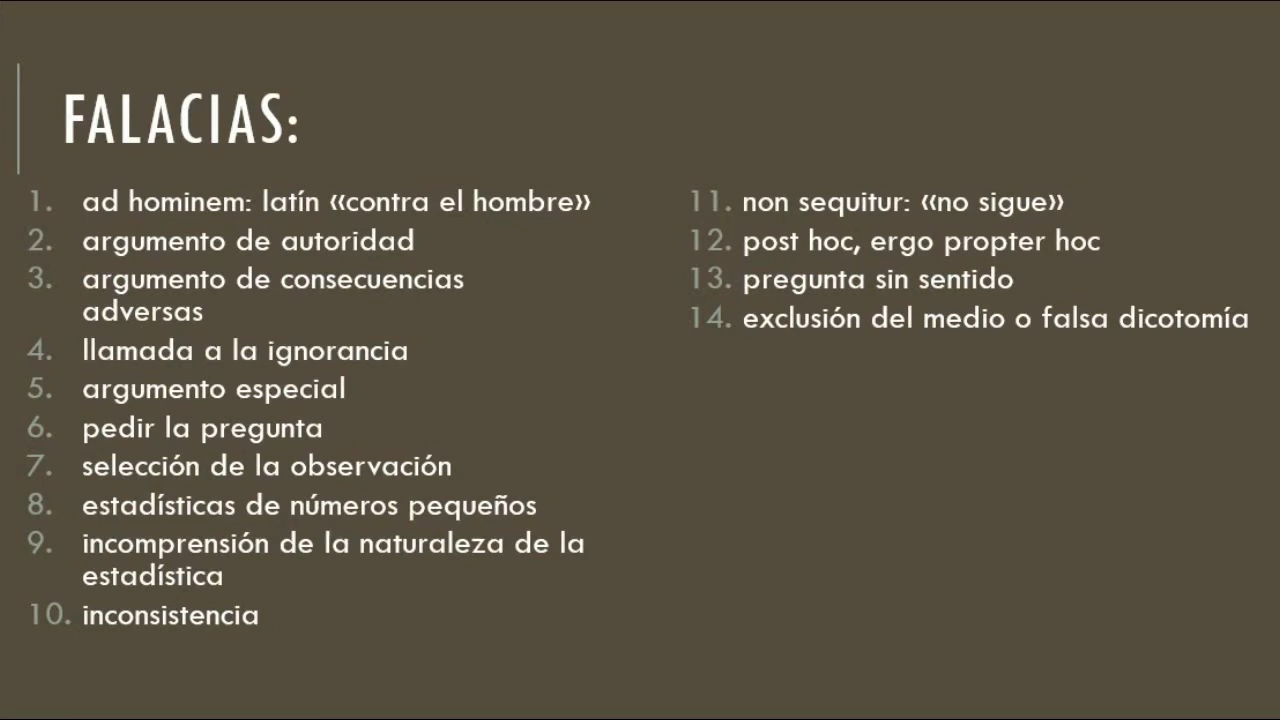 FALACIAS:
1. ad hominem: latín «contra el hombre»
2. argumento de autoridad
3. argumento de consecuencias
adversas
4. llamada a la ignorancia
5. argumento especial
6. pedir la pregunta
7. selección de la observación
8. estadísticas de números pequeños
9. incomprensión de la naturaleza de la
estadística
10. inconsistencia
11. non sequitur: «no sigue»
12. post hoc, ergo propter hoc
13. pregunta sin sentido
14. exclusión del medio o falsa dicotomía